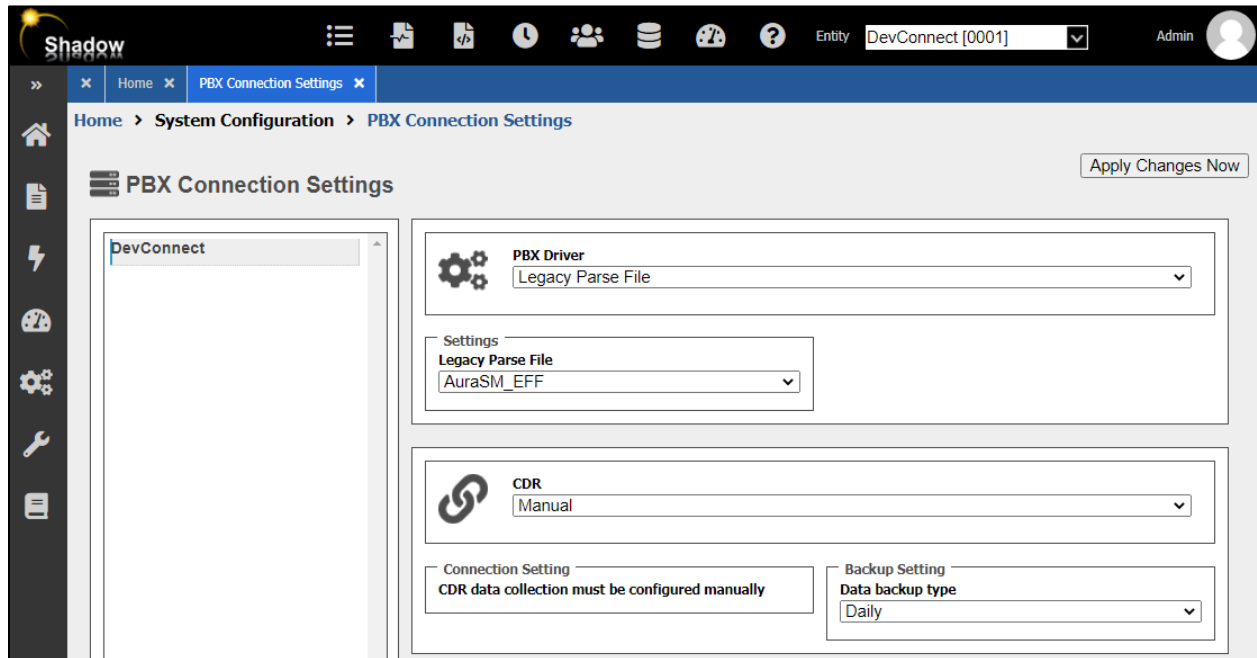 Shadow
Entity DevConnect [0001] Admin
Home PBX Connection Settings
Home > System Configuration > PBX Connection Settings
Apply Changes Now
PBX Connection Settings
DevConnect
PBX Driver
Legacy Parse File
Settings
Legacy Parse File
AuraSM_EFF
CDR
Manual
Connection Setting
CDR data collection must be configured manually
Backup Setting
Data backup type
Daily